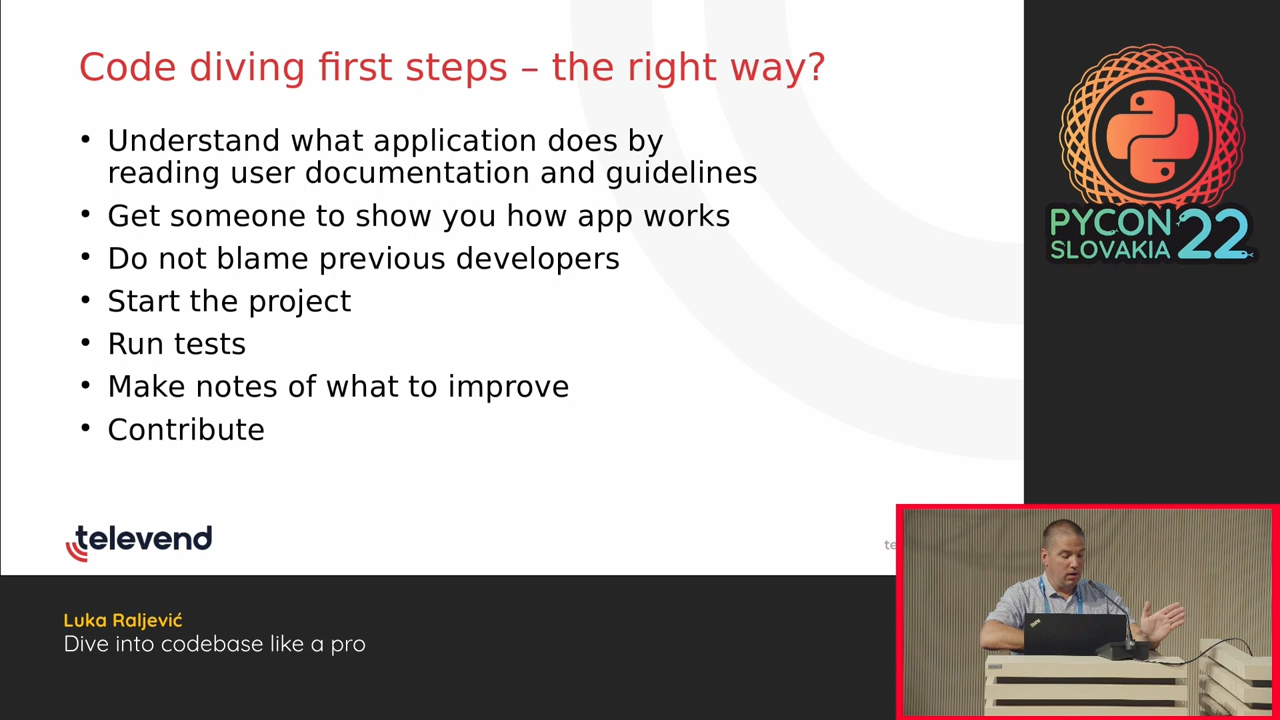 Code diving first steps – the right way?
• Understand what application does by
reading user documentation and guidelines
• Get someone to show you how app works
• Do not blame previous developers
• Start the project
• Run tests
• Make notes of what to improve
• Contribute
televend
te
Luka Raljević
Dive into codebase like a pro
PYCON
SLOVAKIA
22